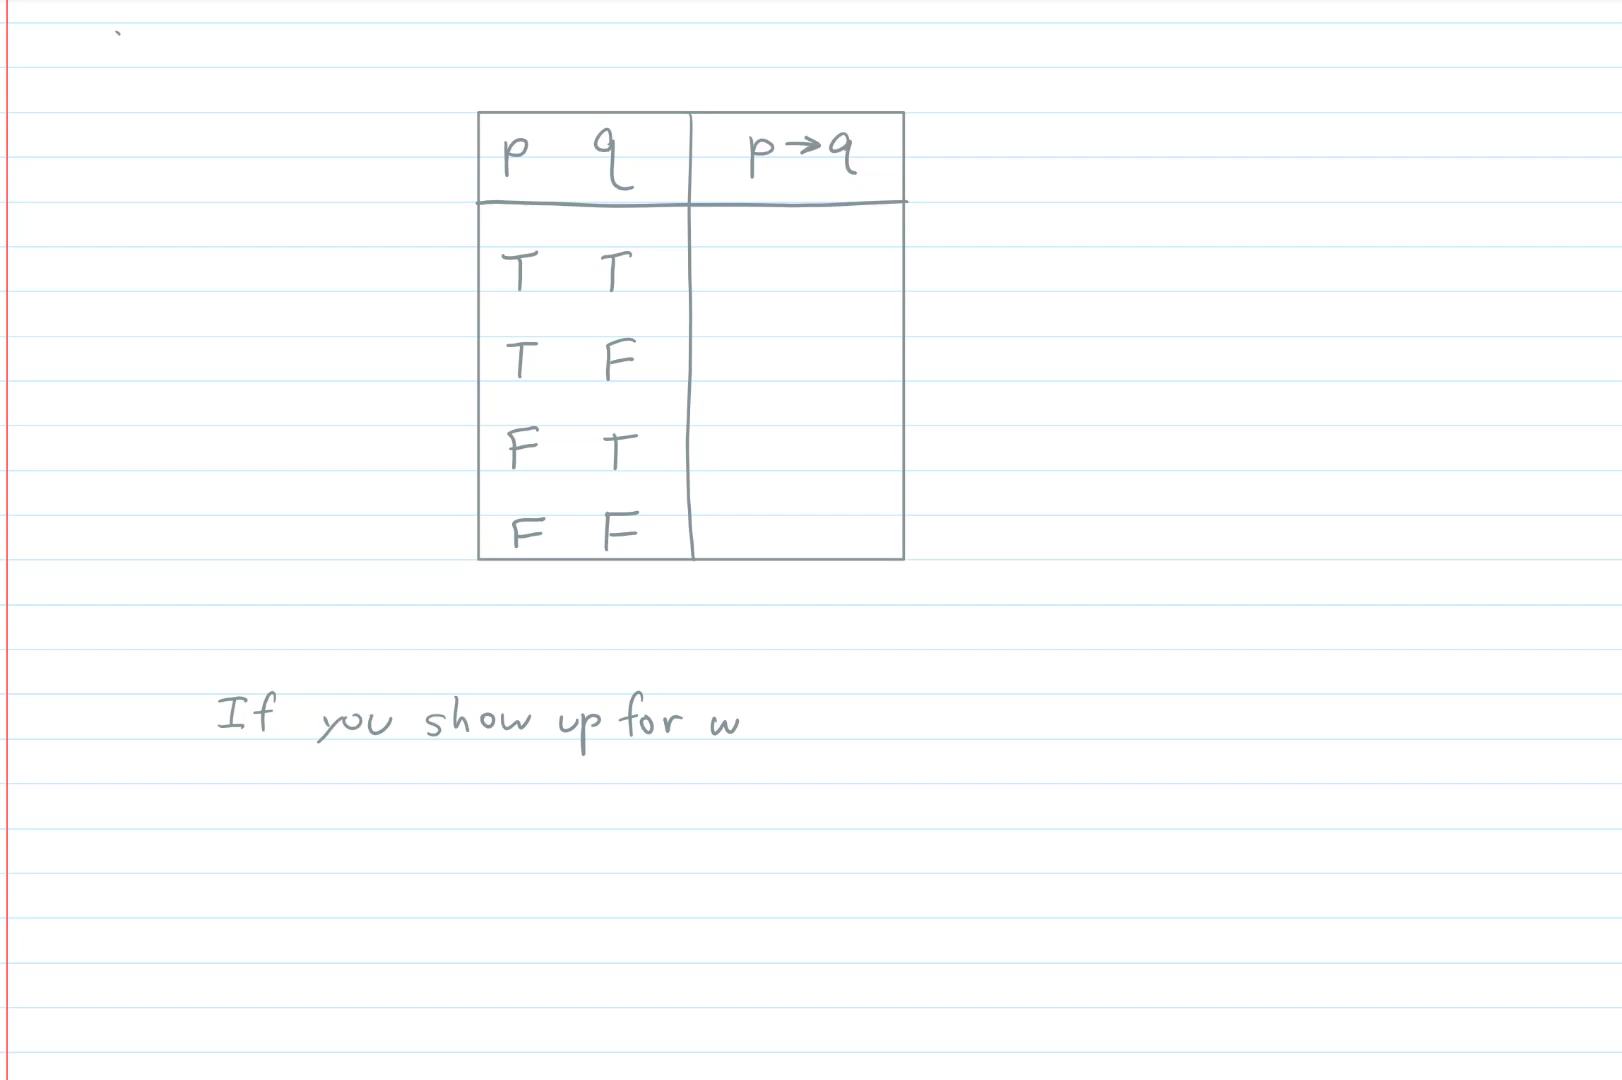 p q p→q
T T
T F
F T
F F
If you show up for w